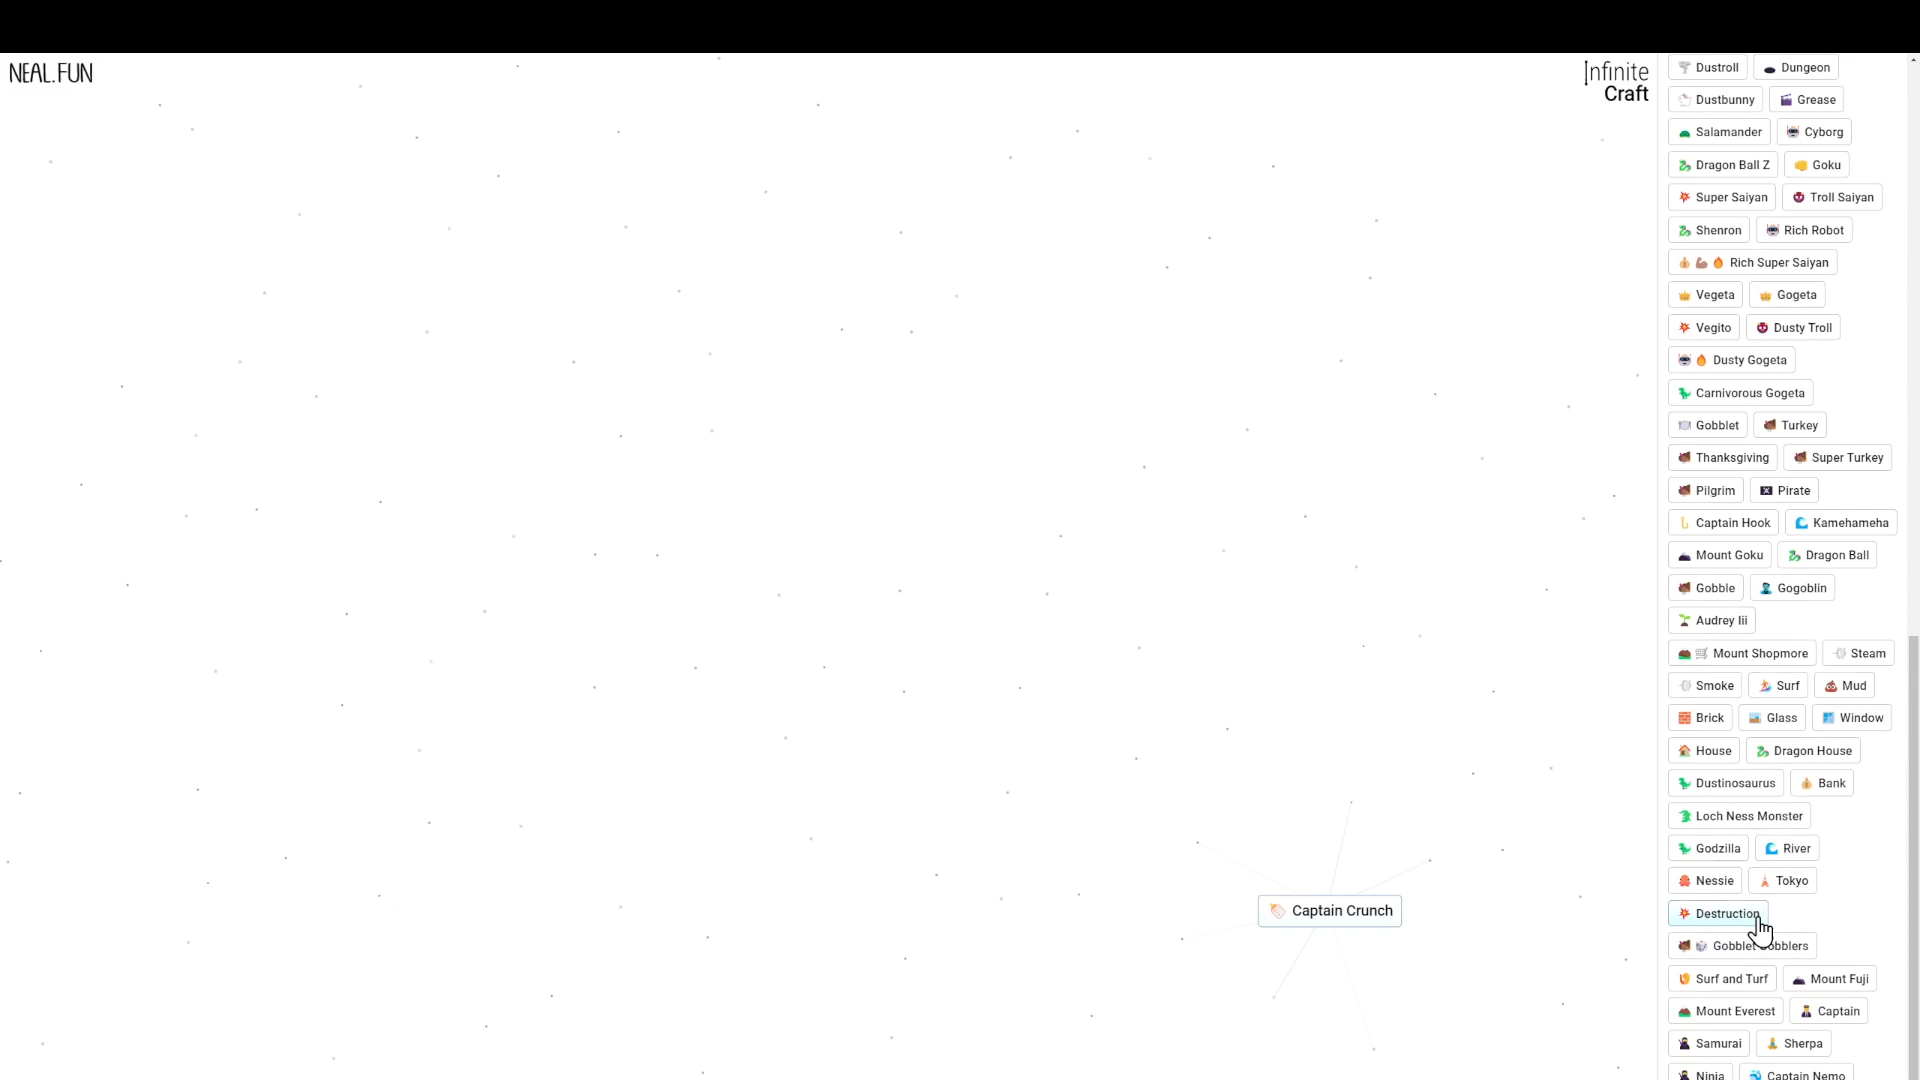 NEAL.FUN
Infinite
Craft
Dustroll Dungeon
Dustbunny Grease
Salamander Cyborg
Dragon Ball Z Goku
Super Saiyan Troll Saiyan
Shenron Rich Robot
Rich Super Saiyan
Vegeta Gogeta
Vegito Dusty Troll
Dusty Gogeta
Carnivorous Gogeta
Gobblet Turkey
Thanksgiving Super Turkey
Pilgrim Pirate
Captain Hook Kamehameha
Mount Goku Dragon Ball
Gobble Gogoblin
Audrey Iii
Mount Shopmore Steam
Smoke Surf Mud
Brick Glass Window
House Dragon House
Dustinosaurus Bank
Loch Ness Monster
Godzilla River
Nessie Tokyo
Captain Crunch
Destruction
Gobblet Gobblers
Surf and Turf Mount Fuji
Mount Everest Captain
Samurai Sherpa
Ninja Captain Nemo